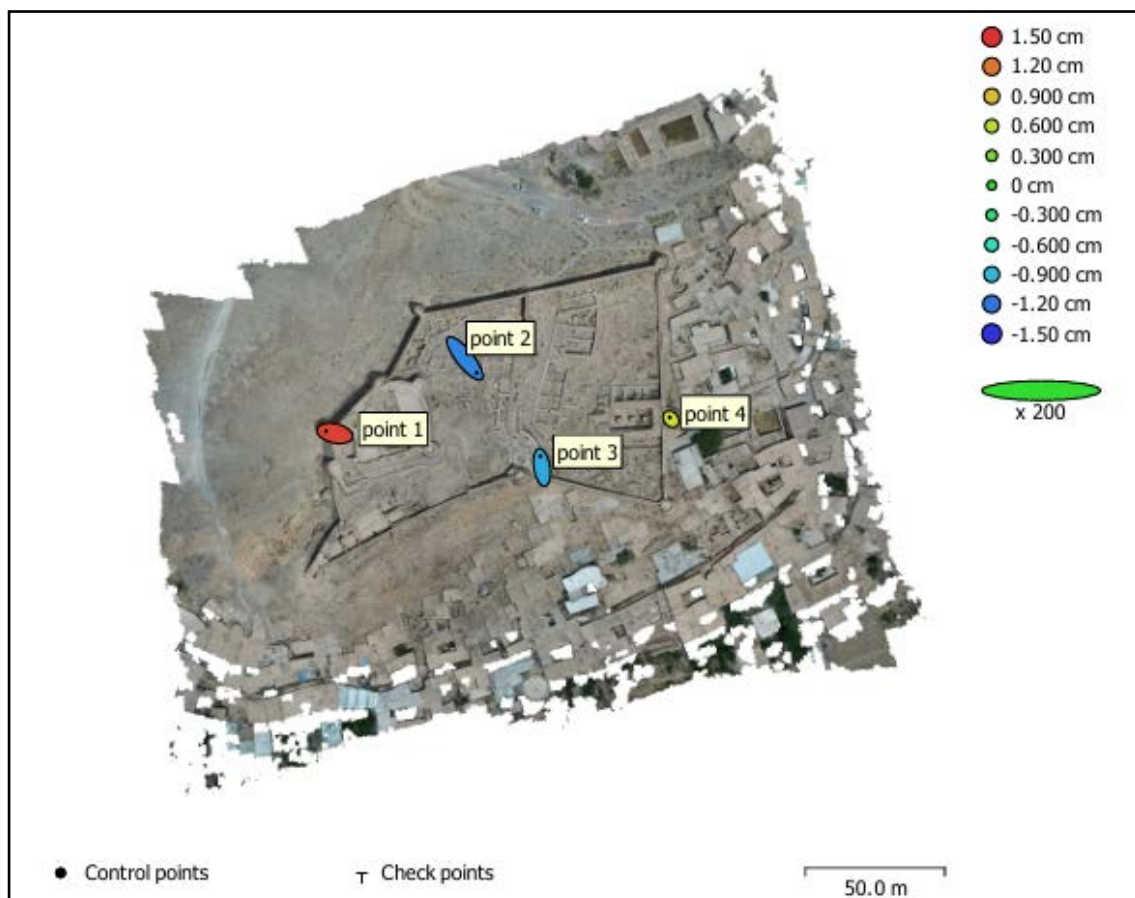 1.50 cm
1.20 cm
0.900 cm
0.600 cm
0.300 cm
0 cm
-0.300 cm
-0.600 cm
-0.900 cm
-1.20 cm
-1.50 cm
x 200
point 2
point 1
point 4
point 3
Control points
Check points
50.0 m